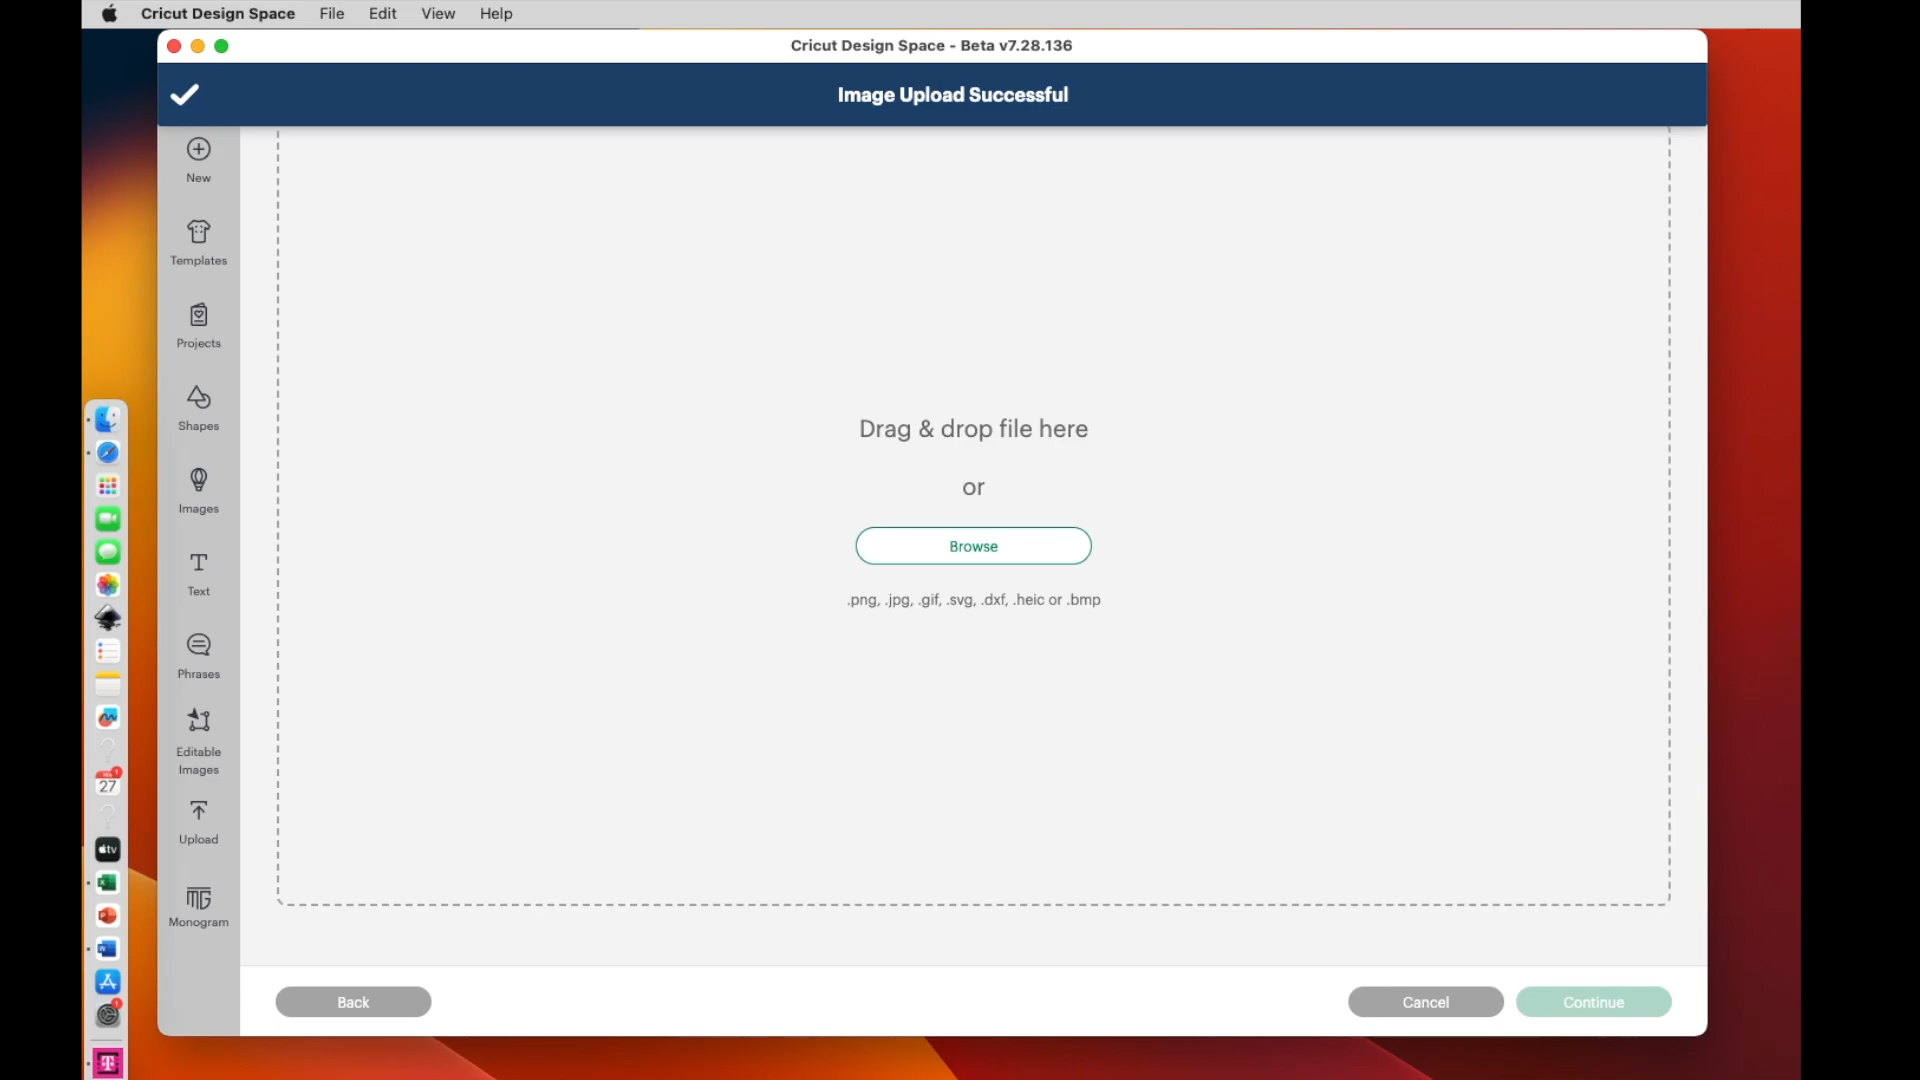 Cricut Design Space File Edit View Help
Cricut Design Space - Beta v7.28.136
Image Upload Successful
New
Templates
Projects
Shapes
Images
Text
Phrases
Editable
Images
Upload
Monogram
Drag & drop file here
or
Browse
.png, .jpg, .gif, .svg, .dxf, .heic or .bmp
Back
Cancel
Continue
27
tv
T